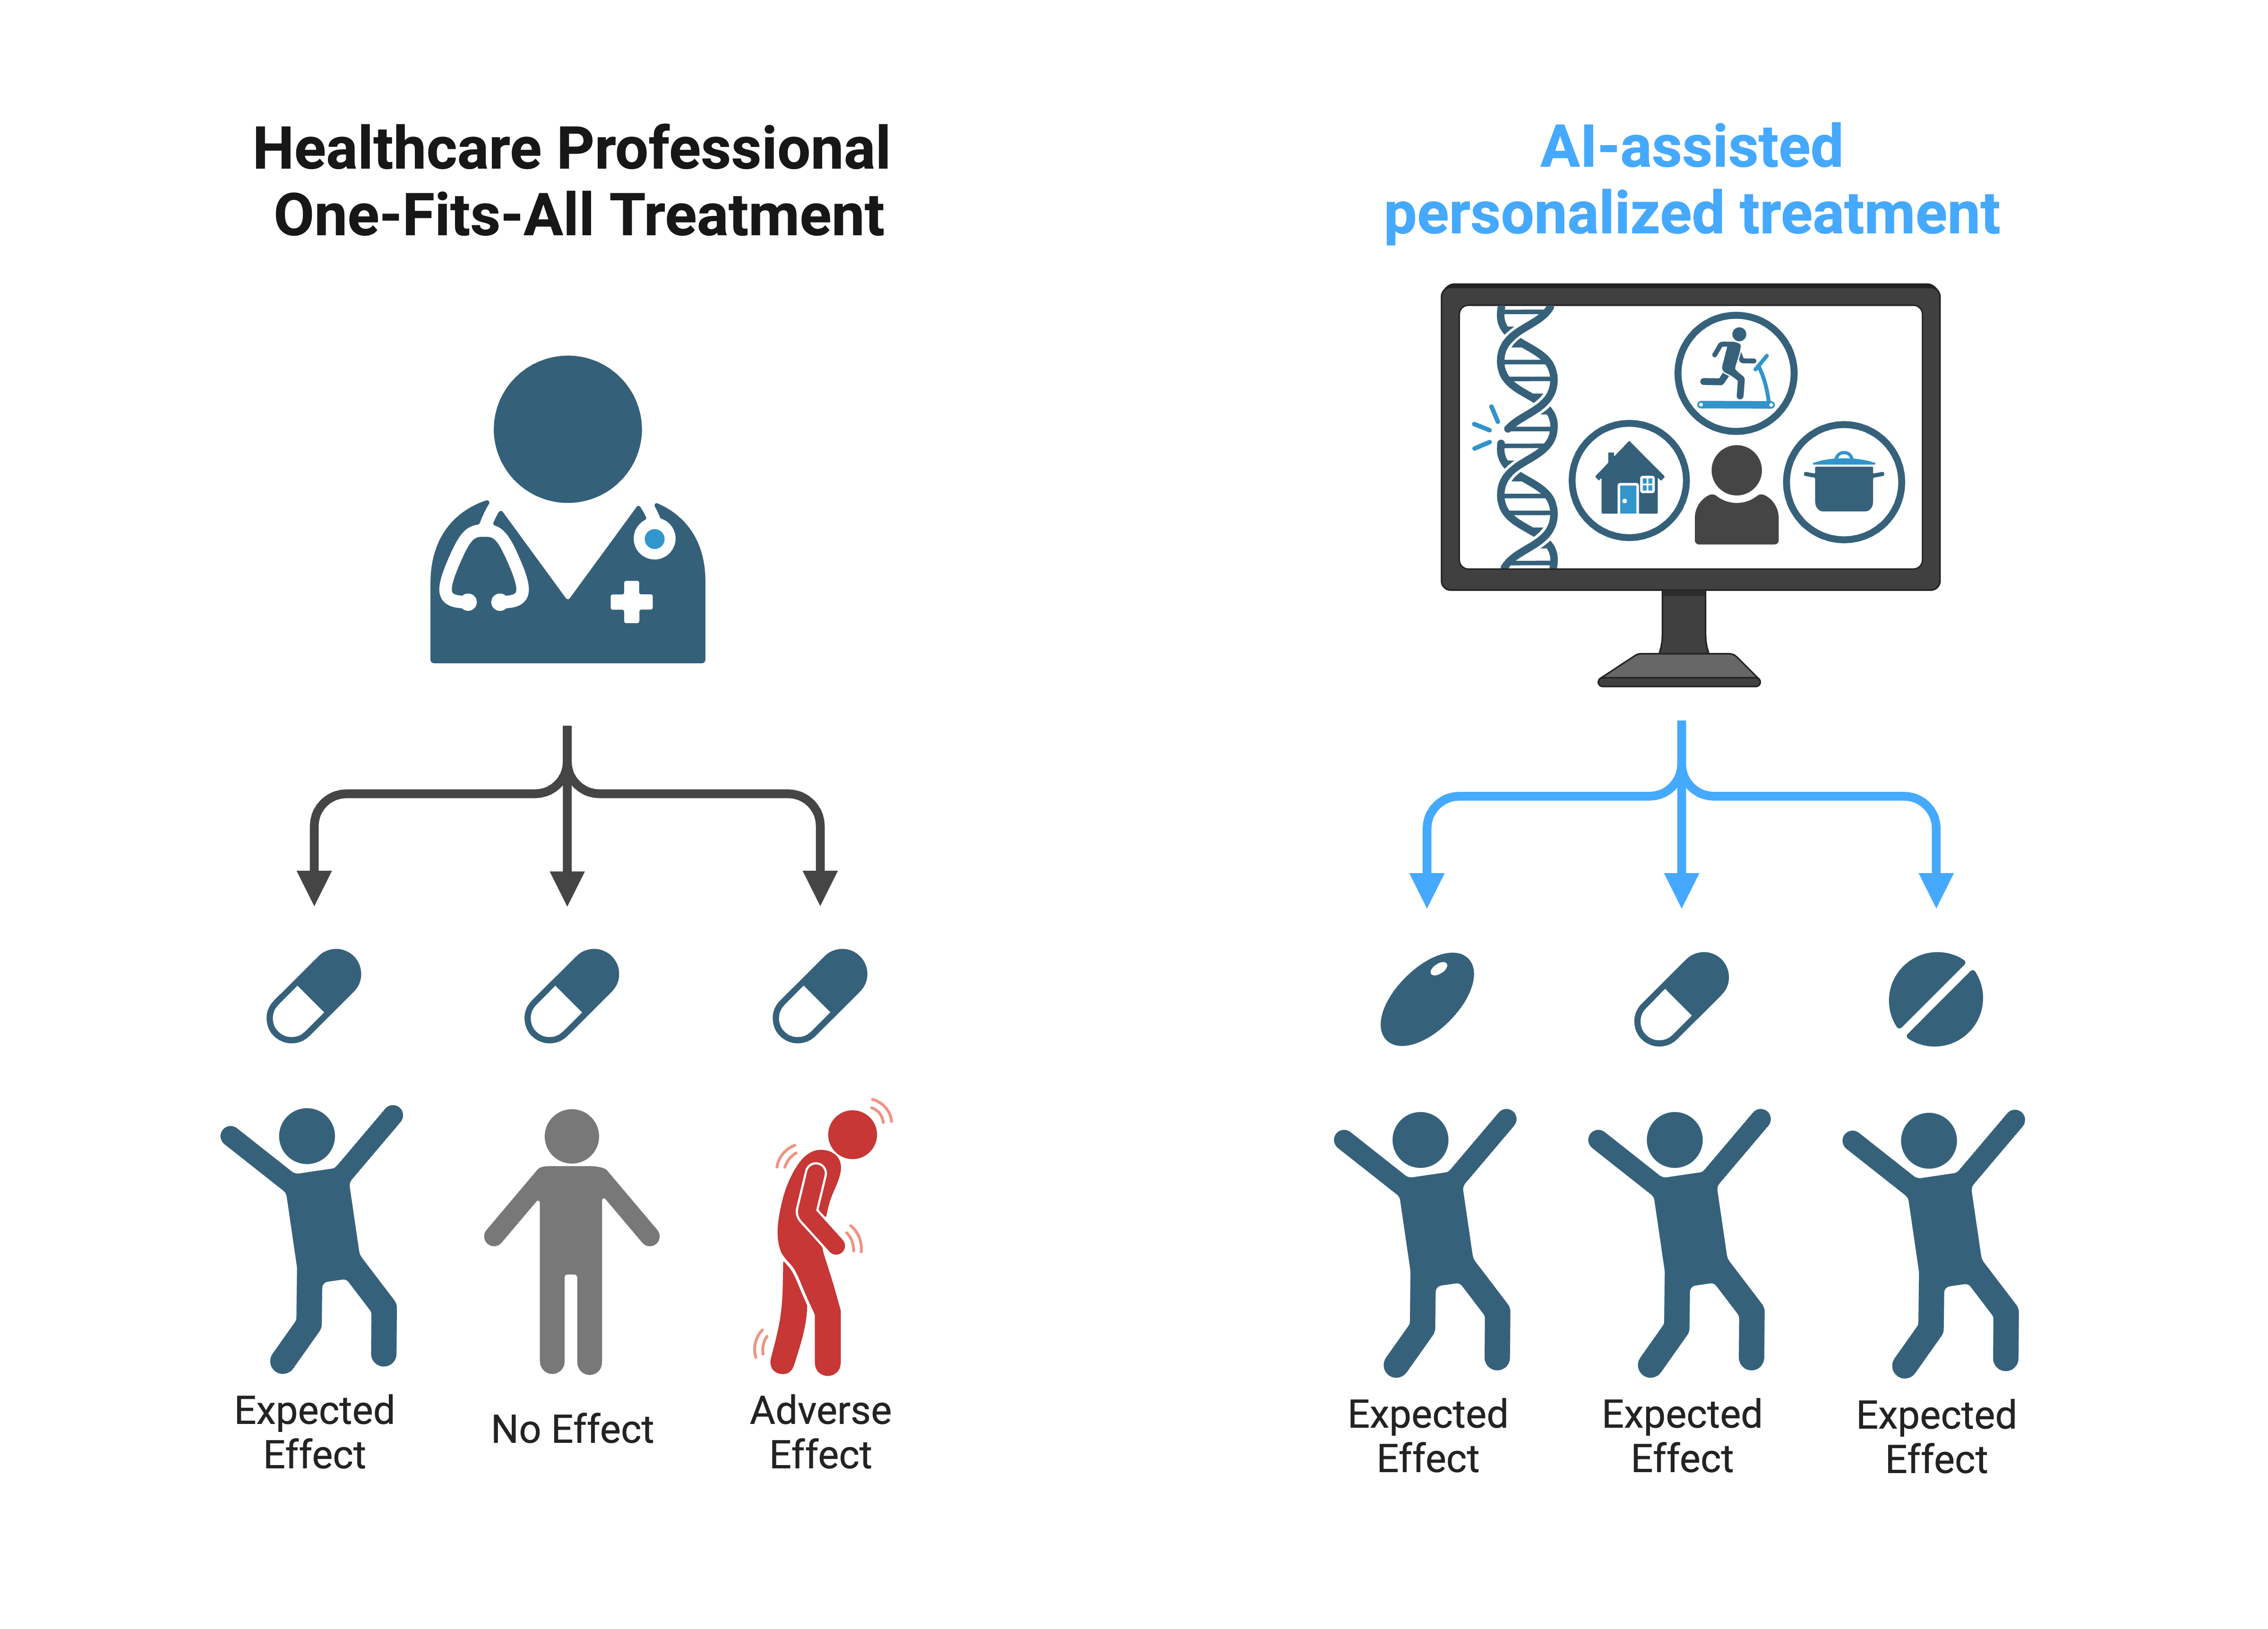 Healthcare Professional
One-Fits-All Treatment
Expected
Effect
No Effect
Adverse
Effect
AI-assisted
personalized treatment
Expected
Effect
Expected
Effect
Expected
Effect